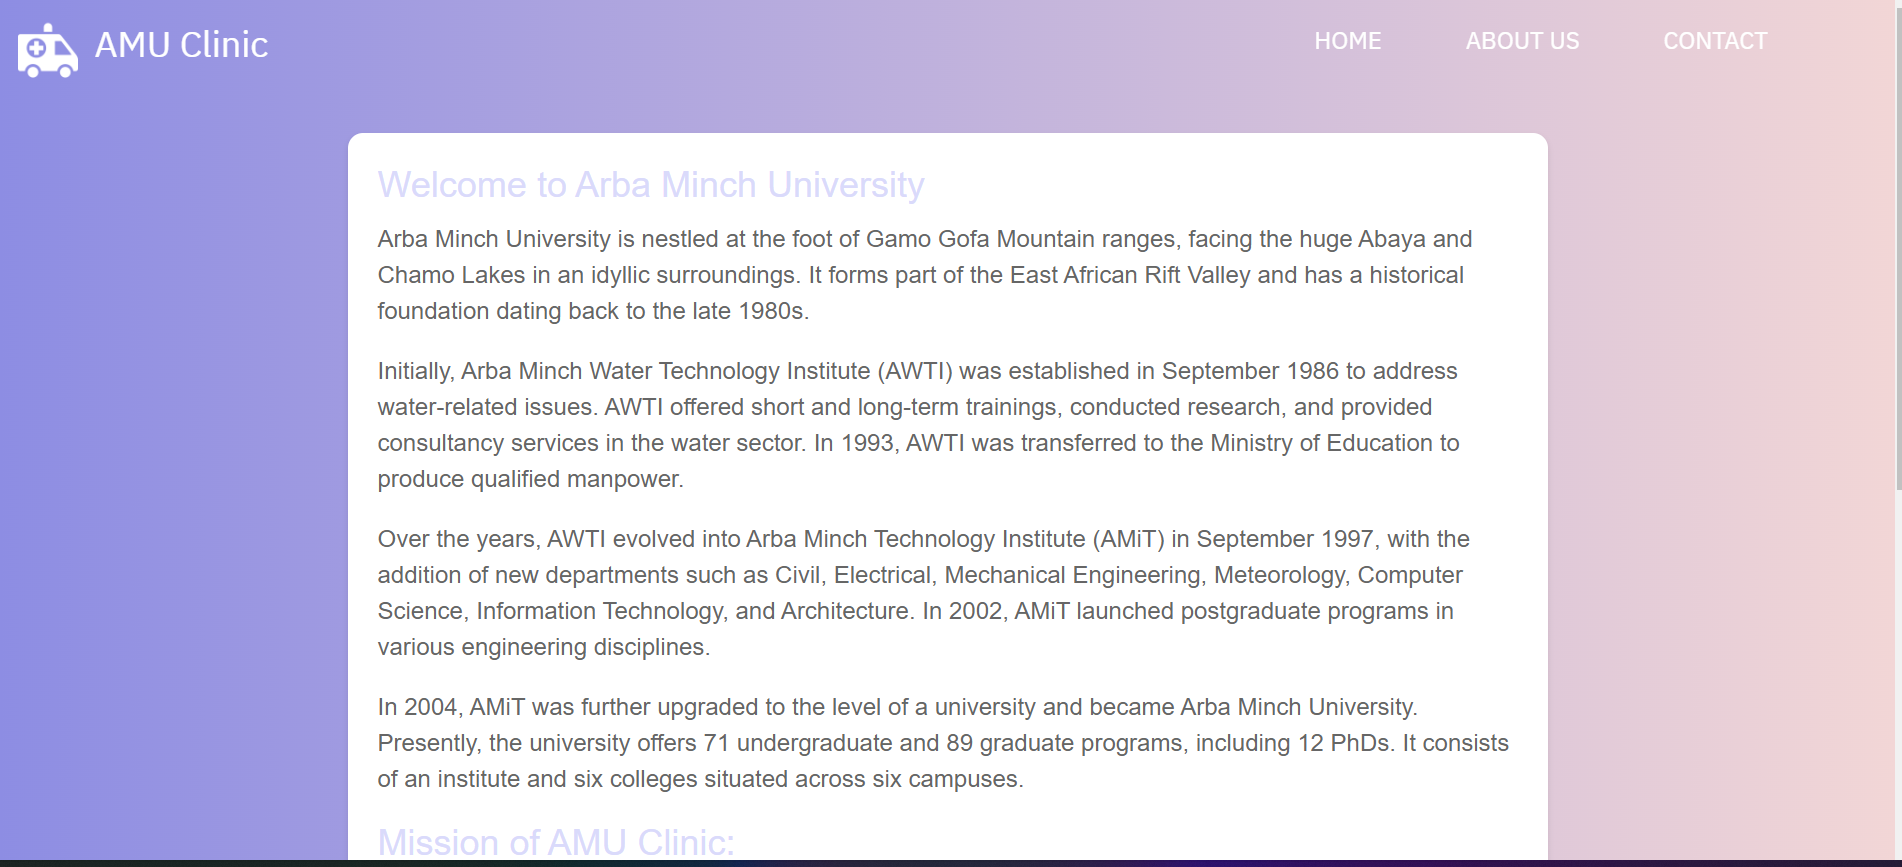 AMU Clinic
HOME
ABOUT US
CONTACT
Welcome to Arba Minch University
Arba Minch University is nestled at the foot of Gamo Gofa Mountain ranges, facing the huge Abaya and
Chamo Lakes in an idyllic surroundings. It forms part of the East African Rift Valley and has a historical
foundation dating back to the late 1980s.
Initially, Arba Minch Water Technology Institute (AWTI) was established in September 1986 to address
water-related issues. AWTI offered short and long-term trainings, conducted research, and provided
consultancy services in the water sector. In 1993, AWTI was transferred to the Ministry of Education to
produce qualified manpower.
Over the years, AWTI evolved into Arba Minch Technology Institute (AMiT) in September 1997, with the
addition of new departments such as Civil, Electrical, Mechanical Engineering, Meteorology, Computer
Science, Information Technology, and Architecture. In 2002, AMiT launched postgraduate programs in
various engineering disciplines.
In 2004, AMiT was further upgraded to the level of a university and became Arba Minch University.
Presently, the university offers 71 undergraduate and 89 graduate programs, including 12 PhDs. It consists
of an institute and six colleges situated across six campuses.
Mission of AMU Clinic: